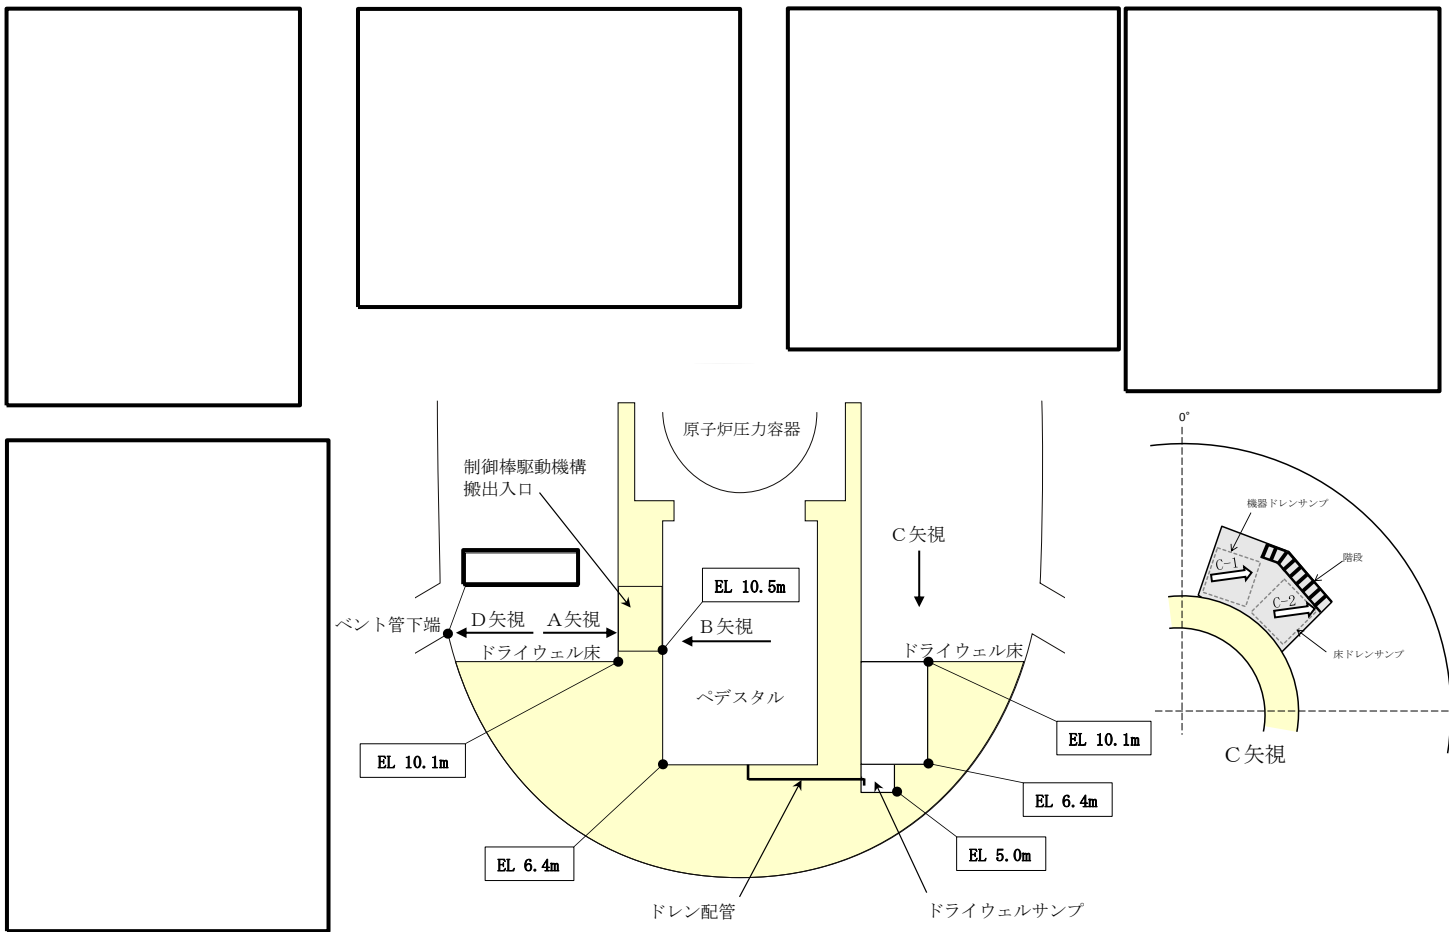 原子炉圧力容器
制御棒駆動機構
搬出入口
C矢視
EL 10.5m
ベント管下端
D矢視
A矢視
B矢視
ドライウェル床
ドライウェル床
ペデスタル
EL 10.1m
EL 10.1m
EL 6.4m
EL 6.4m
EL 5.0m
ドレン配管
ドライウェルサンプ
0°
機器ドレンサンプ
階段
C-1
C-2
床ドレンサンプ
C矢視